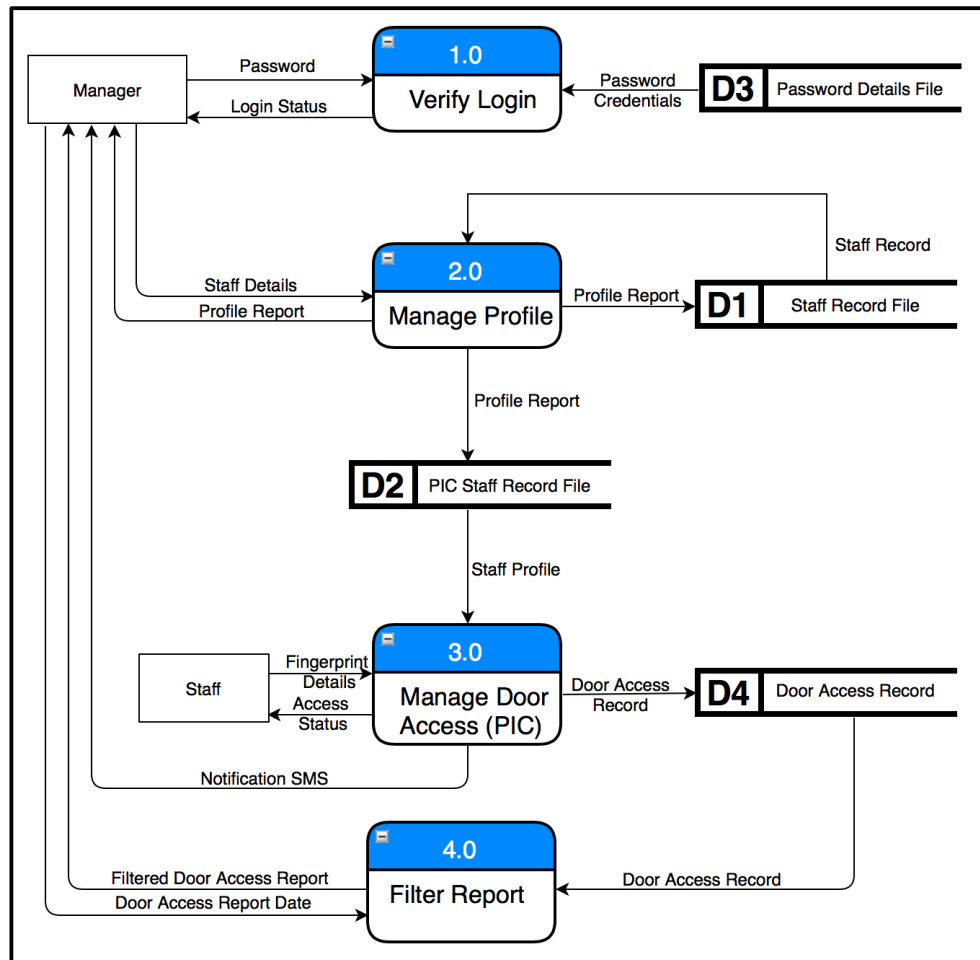 1.0
Verify Login
Manager
Password
Login Status
Password
Credentials
D3
Password Details File
Staff Record
2.0
Manage Profile
Staff Details
Profile Report
Profile Report
D1
Staff Record File
Profile Report
D2
PIC Staff Record File
Staff Profile
3.0
Manage Door
Access (PIC)
Staff
Fingerprint
Details
Access
Status
Door Access
Record
D4
Door Access Record
Notification SMS
4.0
Filter Report
Filtered Door Access Report
Door Access Report Date
Door Access Record